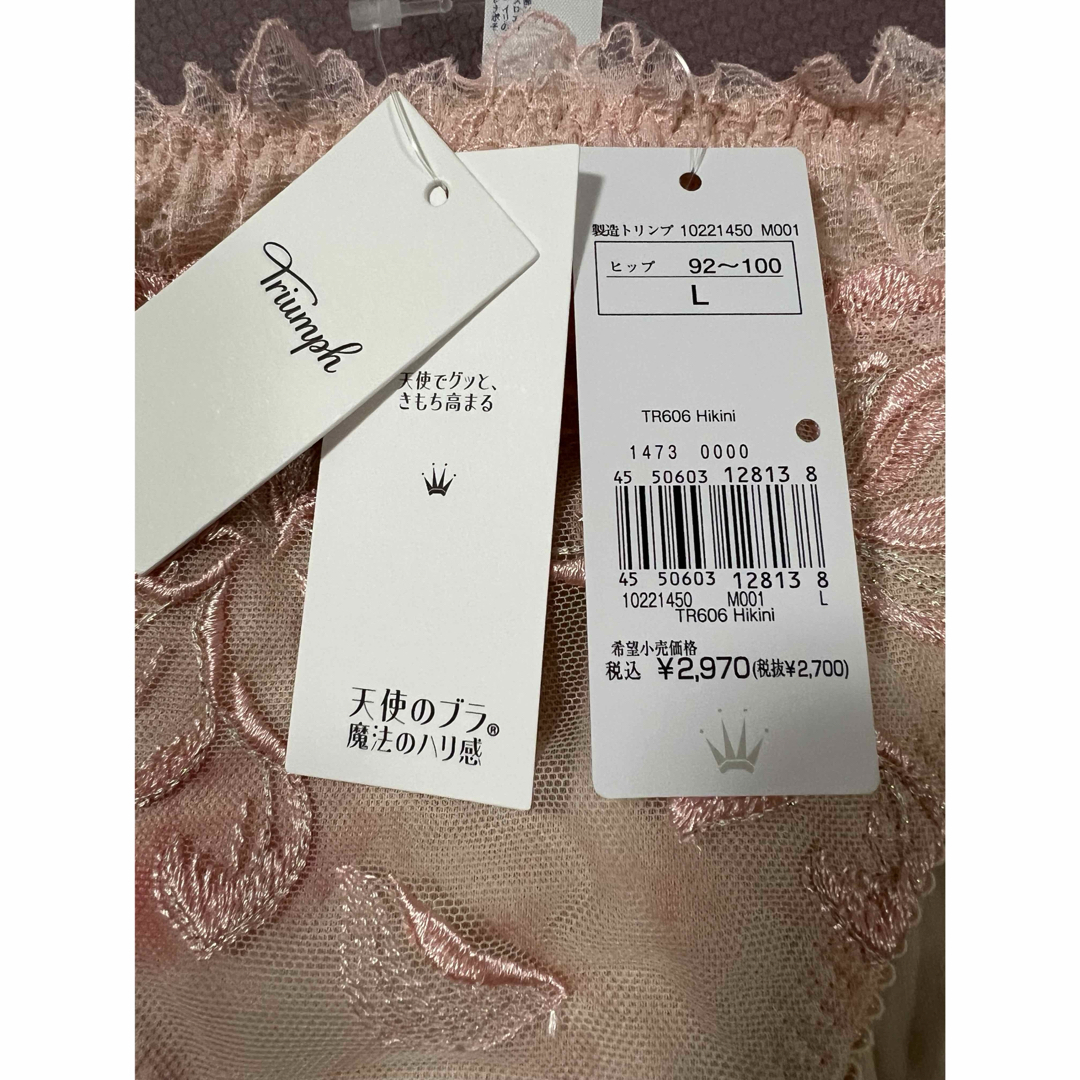 Triumph
天使でグッと、
きもち高まる
天使のブラ®
魔法のハリ感
製造トリンプ 10221450 M001
ヒップ 92〜100
L
TR606 Hikini
1473 0000
45 50603 12813 8
45 50603 12813 8
10221450 M001 L
TR606 Hikini
希望小売価格
税込 ¥2,970(税抜¥2,700)